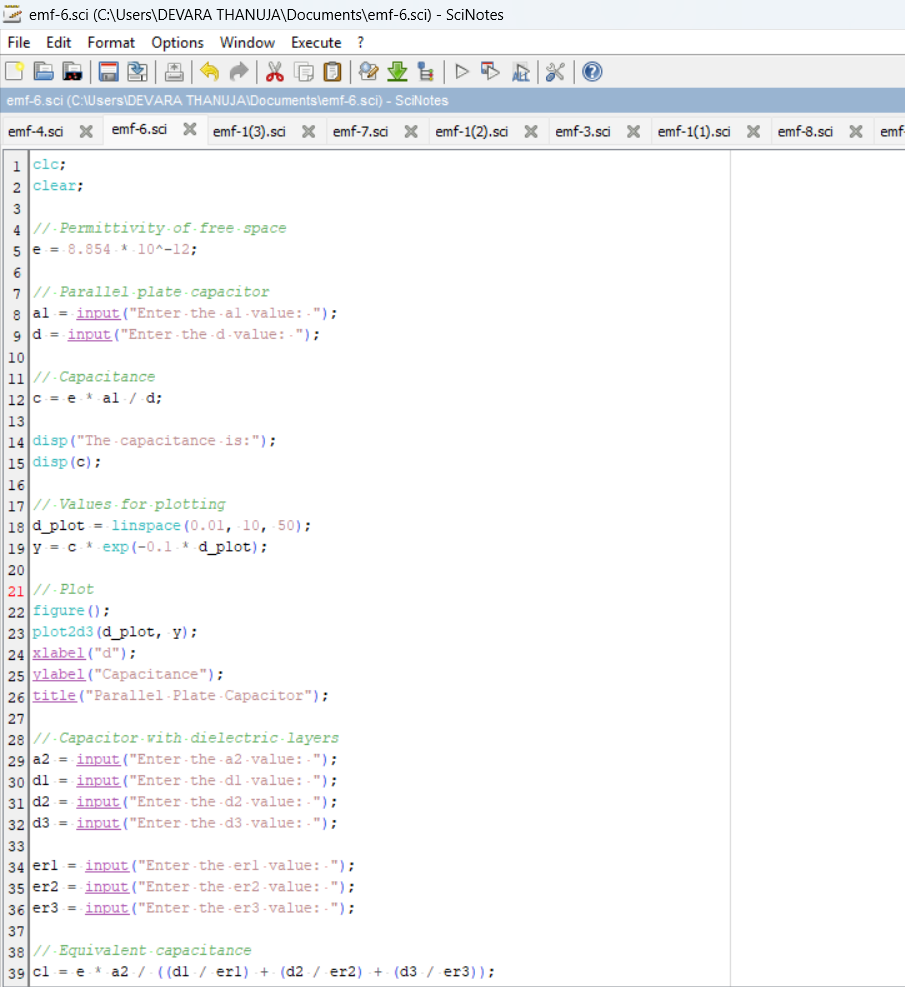 emf-6.sci (C:\Users\DEVARA THANUJA\Documents\emf-6.sci) - SciNotes
File Edit Format Options Window Execute ?
emf-6.sci (C:\Users\DEVARA THANUJA\Documents\emf-6.sci) - SciNotes
emf-4.sci emf-6.sci emf-1(3).sci emf-7.sci emf-1(2).sci emf-3.sci emf-1(1).sci emf-8.sci emf-
1 clc;
2 clear;
3
4 // Permittivity of free space
5 e = 8.854 * 10^-12;
6
7 // Parallel plate capacitor
8 a1 = input("Enter the a1 value: ");
9 d = input("Enter the d value: ");
10
11 // Capacitance
12 c = e * a1 / d;
13
14 disp("The capacitance is:");
15 disp(c);
16
17 // Values for plotting
18 d_plot = linspace(0.01, 10, 50);
19 y = c * exp(-0.1 * d_plot);
20
21 // Plot
22 figure();
23 plot2d3(d_plot, y);
24 xlabel("d");
25 ylabel("Capacitance");
26 title("Parallel Plate Capacitor");
27
28 // Capacitor with dielectric layers
29 a2 = input("Enter the a2 value: ");
30 d1 = input("Enter the d1 value: ");
31 d2 = input("Enter the d2 value: ");
32 d3 = input("Enter the d3 value: ");
33
34 er1 = input("Enter the er1 value: ");
35 er2 = input("Enter the er2 value: ");
36 er3 = input("Enter the er3 value: ");
37
38 // Equivalent capacitance
39 c1 = e * a2 / ((d1 / er1) + (d2 / er2) + (d3 / er3));